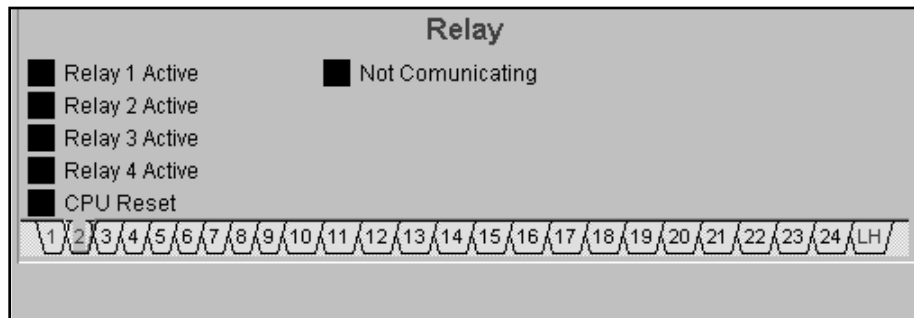 Relay
Relay 1 Active
Not Comunicating
Relay 2 Active
Relay 3 Active
Relay 4 Active
CPU Reset
1 2 3 4 5 6 7 8 9 10 11 12 13 14 15 16 17 18 19 20 21 22 23 24 LH